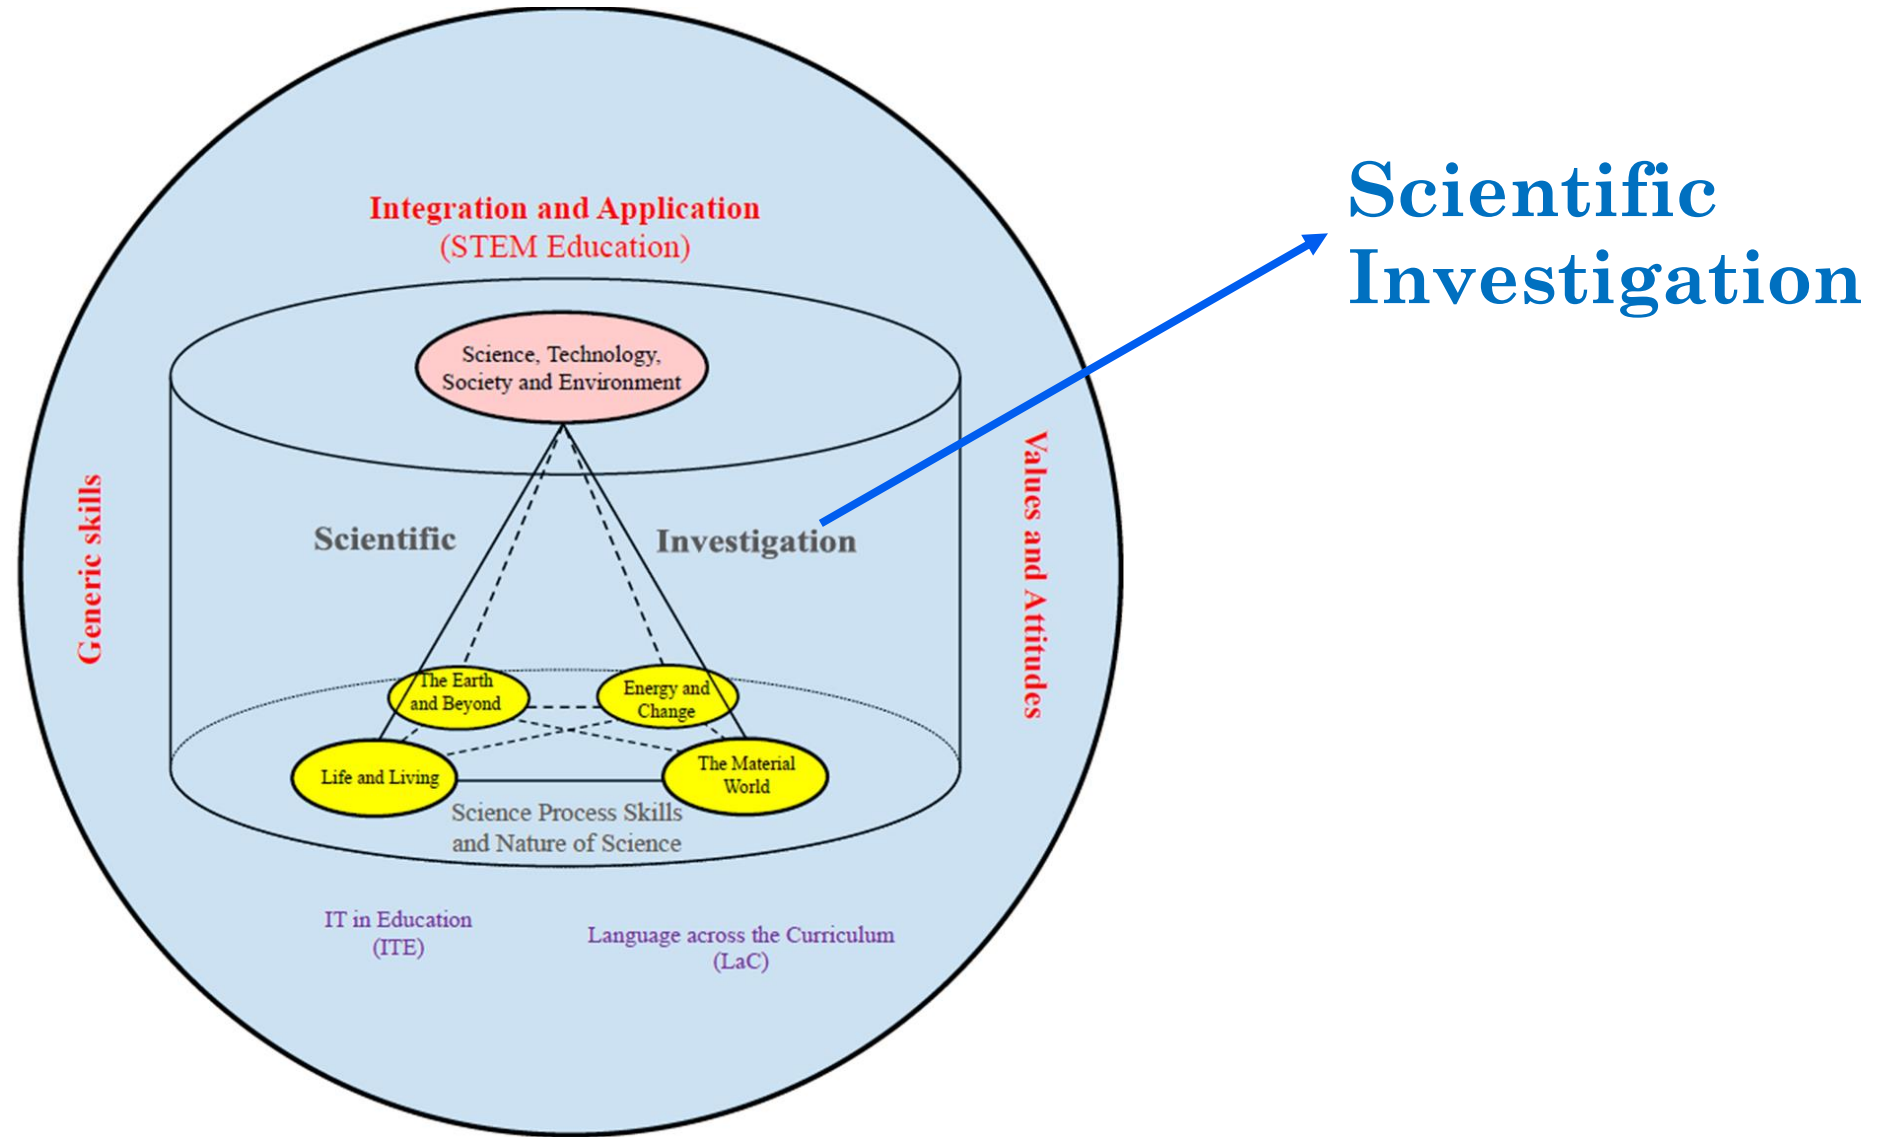 Scientific
Investigation
Integration and Application
(STEM Education)
Science, Technology,
Society and Environment
Generic skills
Values and Attitudes
Scientific Investigation
The Earth
and Beyond
Energy and
Change
Life and Living
The Material
World
Science Process Skills
and Nature of Science
IT in Education
(ITE)
Language across the Curriculum
(LaC)